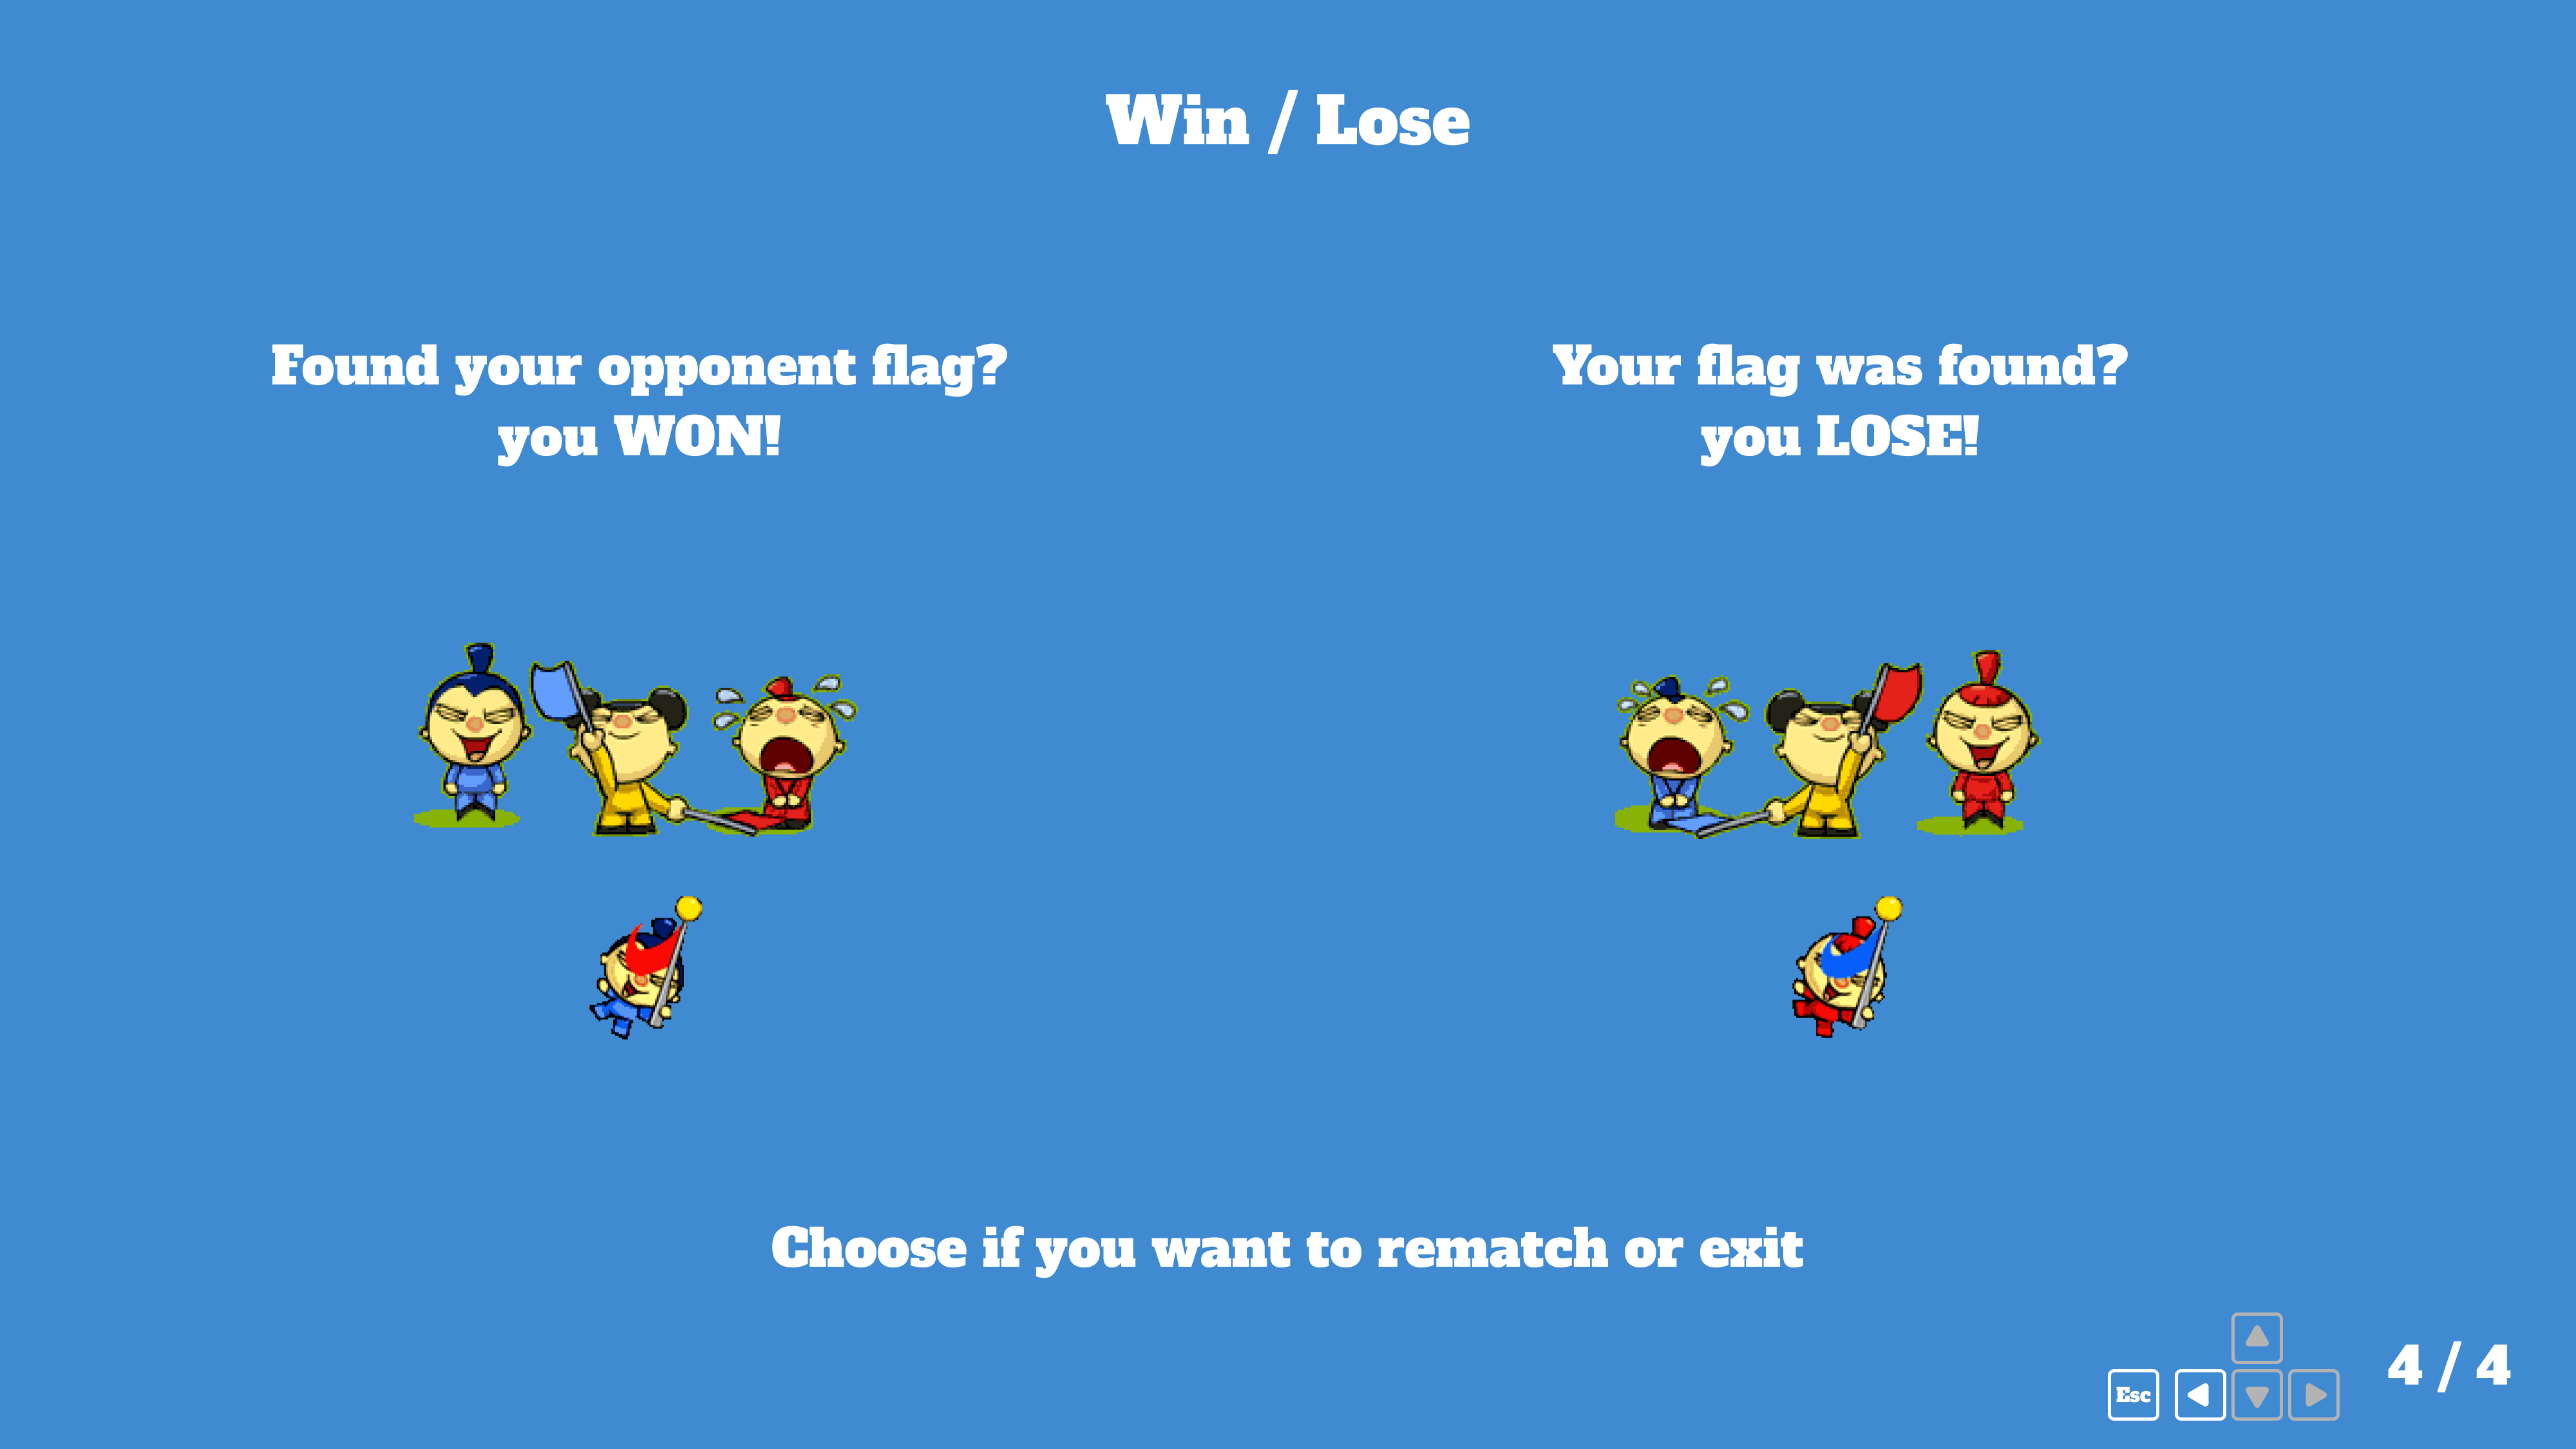 Win / Lose
Found your opponent flag?
you WON!
Your flag was found?
you LOSE!
Choose if you want to rematch or exit
Esc
4 / 4